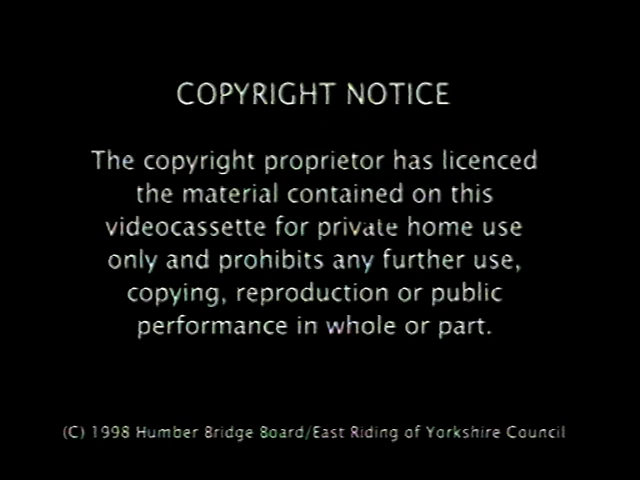 COPYRIGHT NOTICE
The copyright proprietor has licenced
the material contained on this
videocassette for private home use
only and prohibits any further use,
copying, reproduction or public
performance in whole or part.
(C) 1998 Humber Bridge Board/East Riding of Yorkshire Council